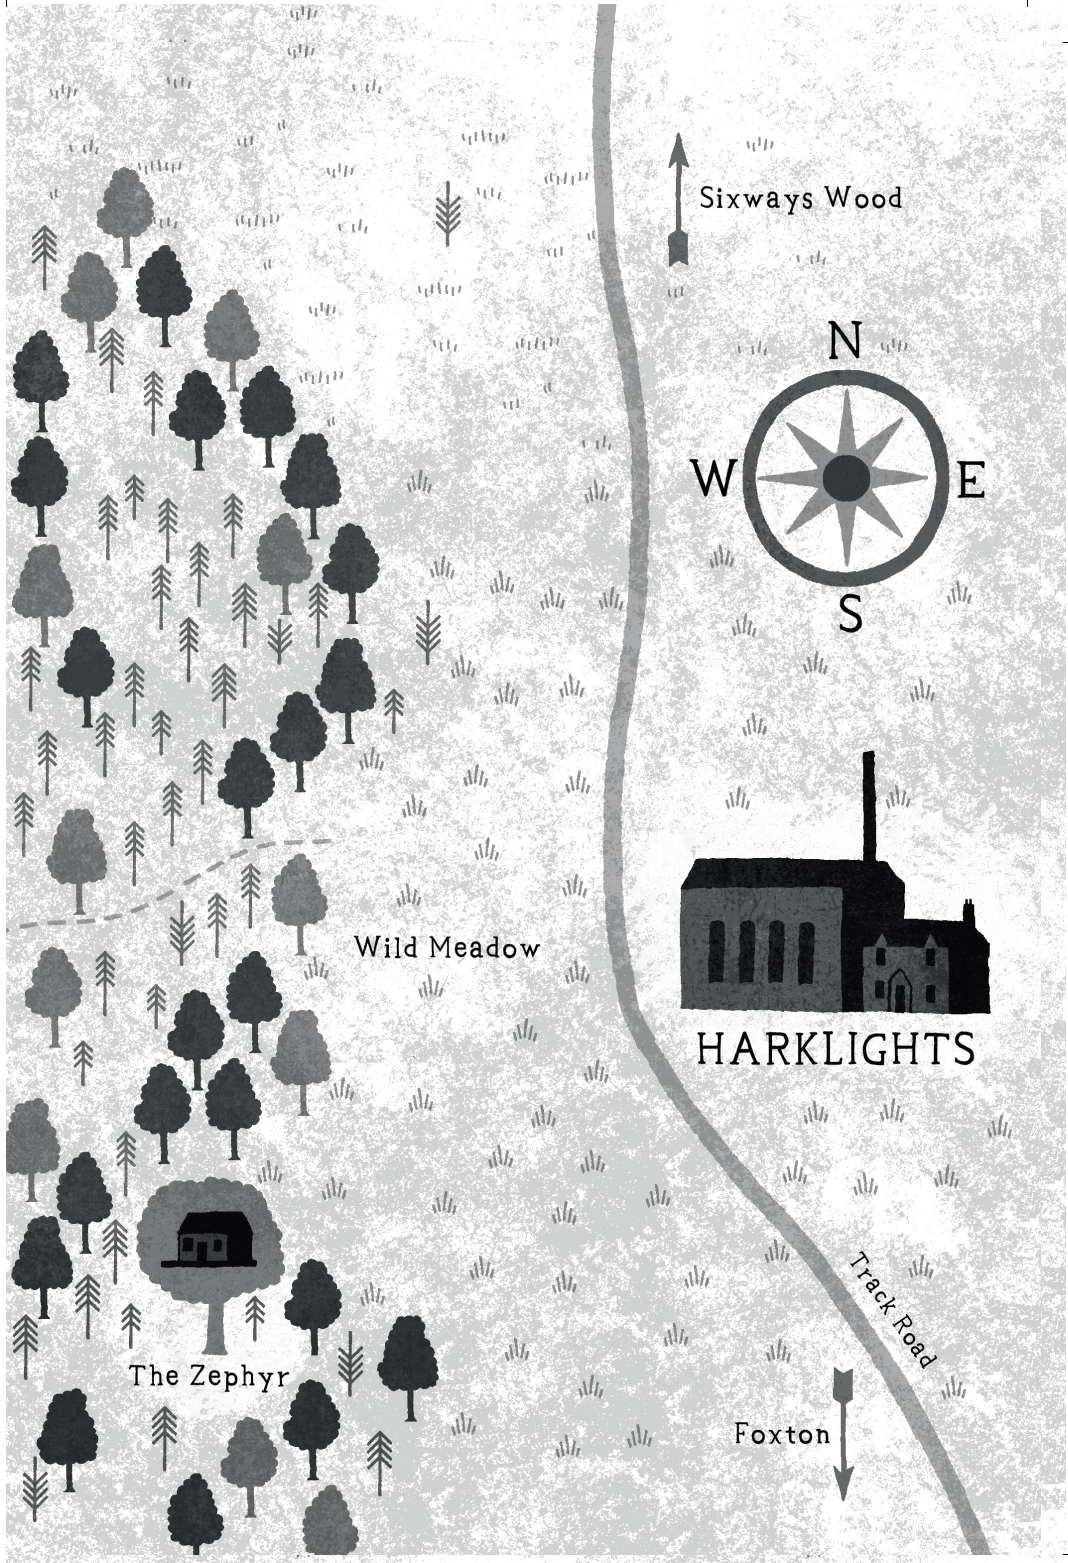 Sixways Wood
N
W
E
S
Wild Meadow
HARKLIGHTS
Track Road
The Zephyr
Foxton